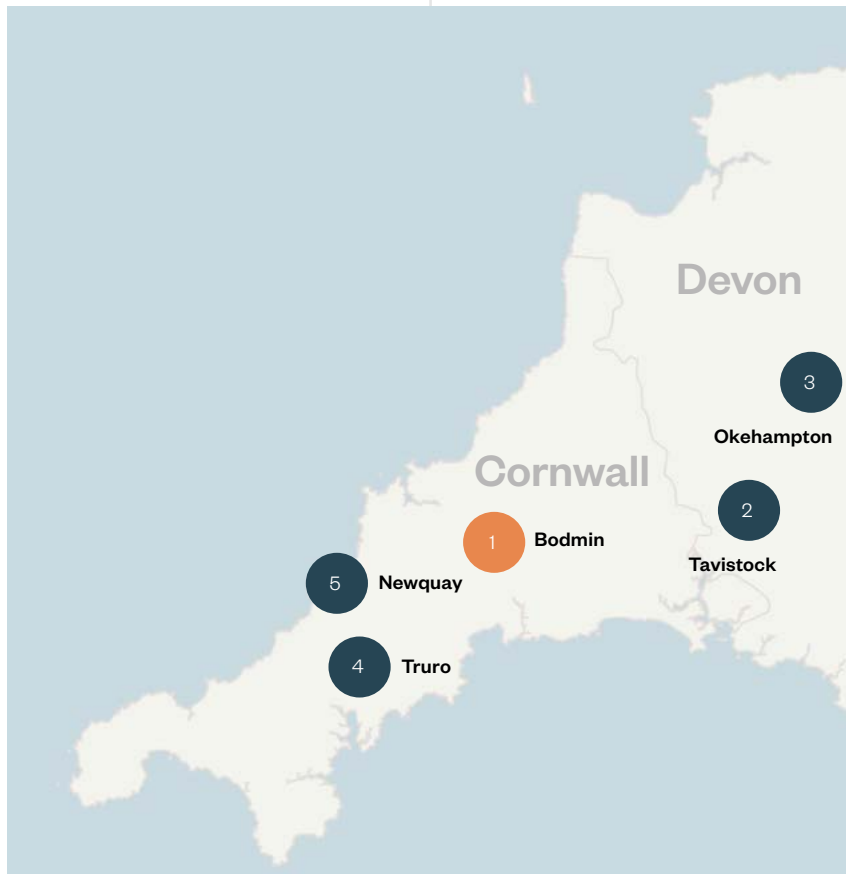 Devon
3
Okehampton
Cornwall
2
Tavistock
1 Bodmin
5 Newquay
4 Truro